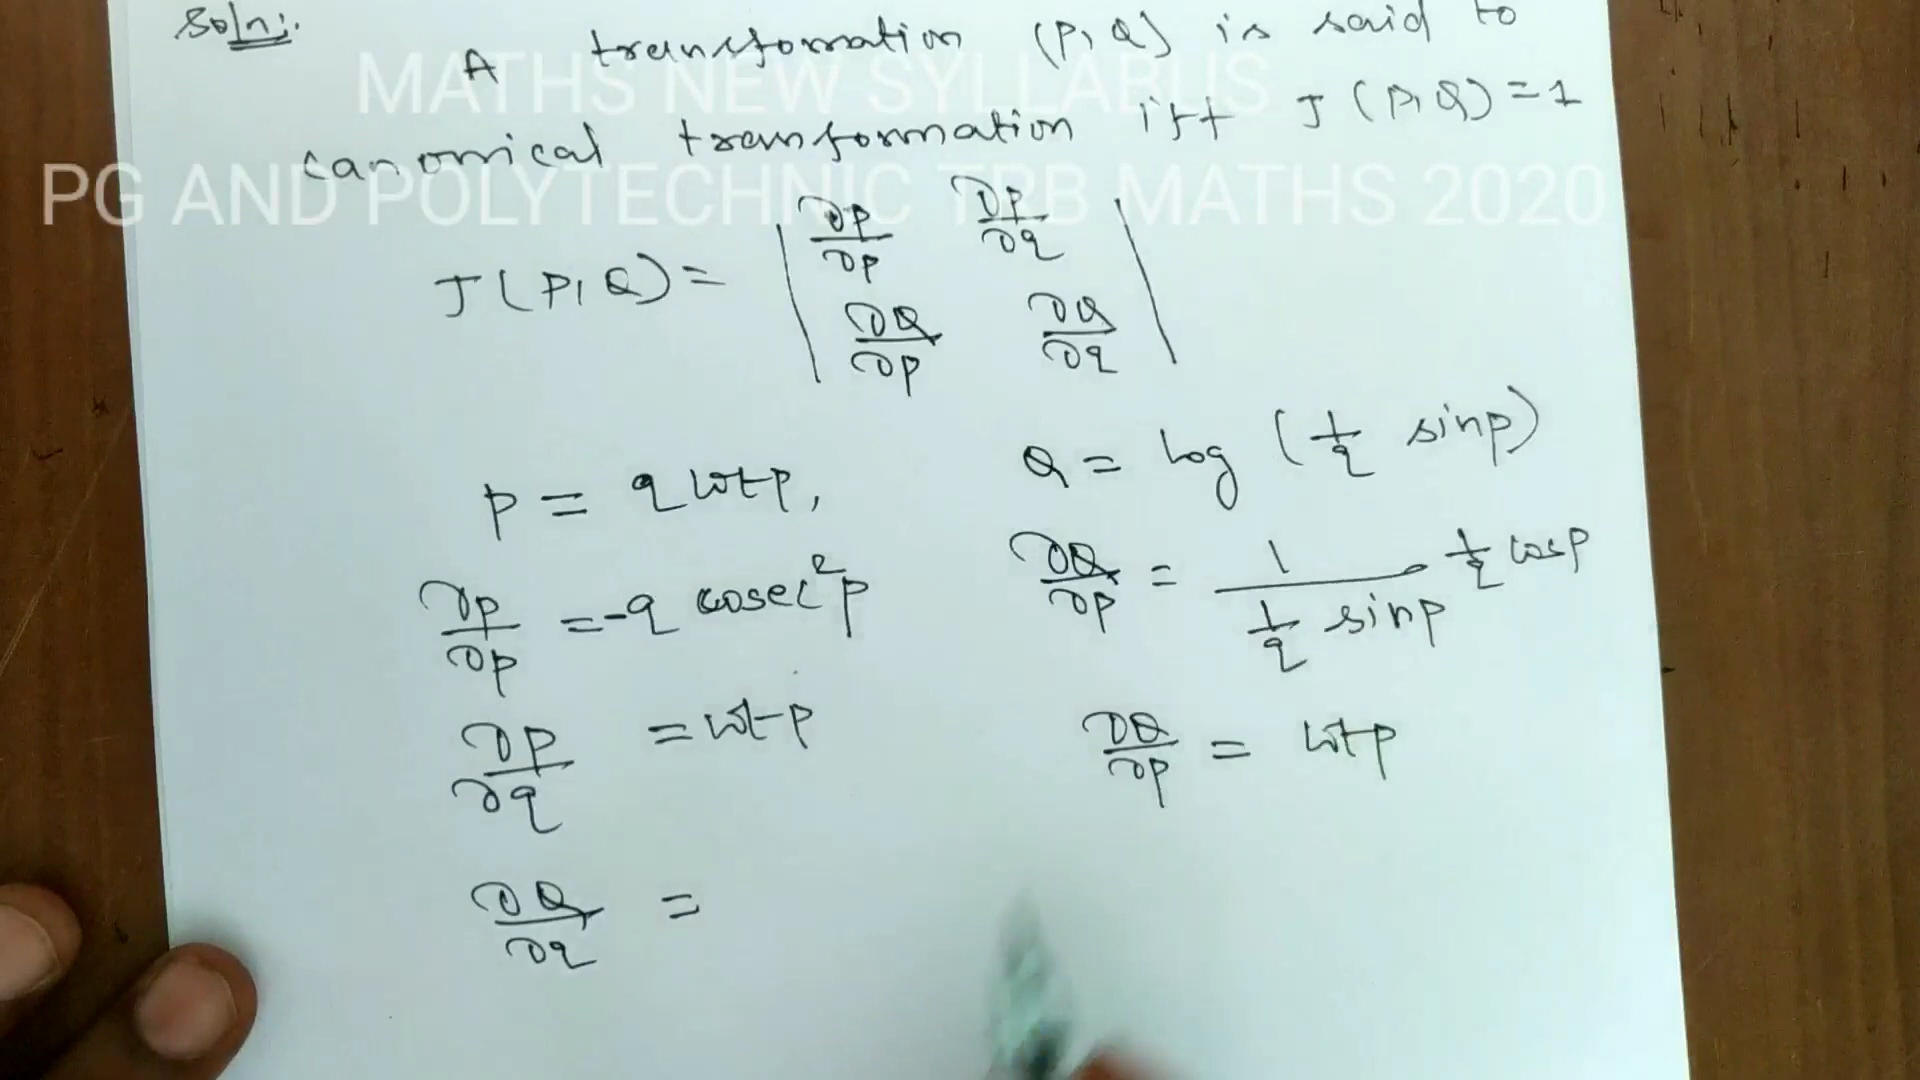 Soln:
A transformation (P, Q) is said to
MATHS NEW SYLLABUS
canonical transformation iff J (P, Q) = 1
PG AND POLYTECHNIC TRB MATHS 2020
J(P, Q) = | ∂P/∂p ∂P/∂q |
| ∂Q/∂p ∂Q/∂q |
P = q cot p, Q = log (1/q sin p)
∂P/∂p = -q cosec² p ∂Q/∂p = 1/(1/q sin p) · 1/q cos p
∂P/∂q = cot p ∂Q/∂p = cot p
∂Q/∂q =